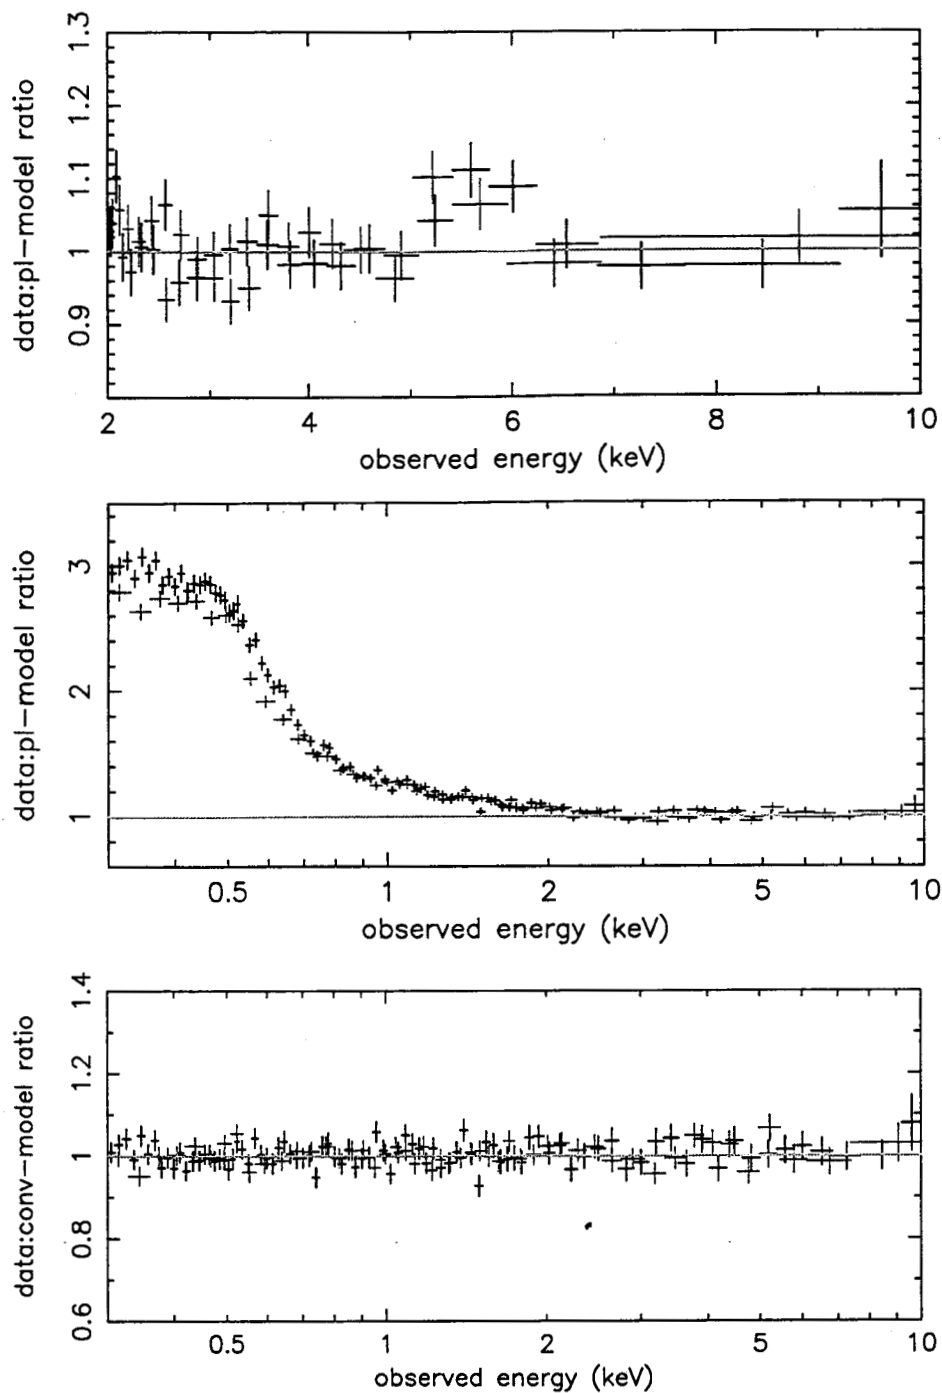 1.3
1.2
1.1
1
0.9
data:pl-model ratio
2 4 6 8 10
observed energy (keV)
3
2
1
data:pl-model ratio
0.5 1 2 5 10
observed energy (keV)
1.4
1.2
1
0.8
0.6
data:conv-model ratio
0.5 1 2 5 10
observed energy (keV)